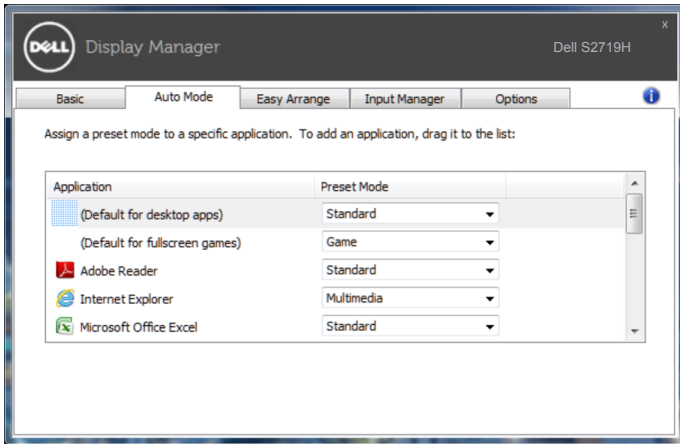 x
DELL Display Manager Dell S2719H
Basic Auto Mode Easy Arrange Input Manager Options i
Assign a preset mode to a specific application. To add an application, drag it to the list:
Application Preset Mode
(Default for desktop apps) Standard
(Default for fullscreen games) Game
Adobe Reader Standard
Internet Explorer Multimedia
Microsoft Office Excel Standard